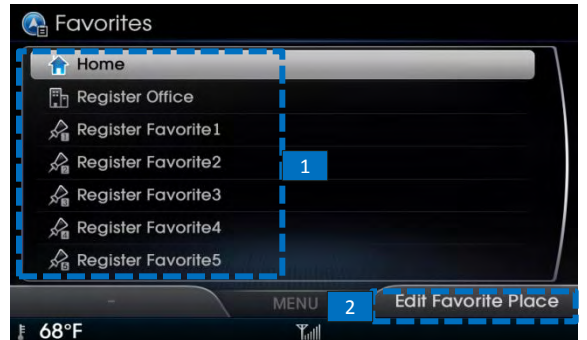 Favorites
Home
Register Office
Register Favorite1
Register Favorite2
1
Register Favorite3
Register Favorite4
Register Favorite5
- MENU 2 Edit Favorite Place
68°F